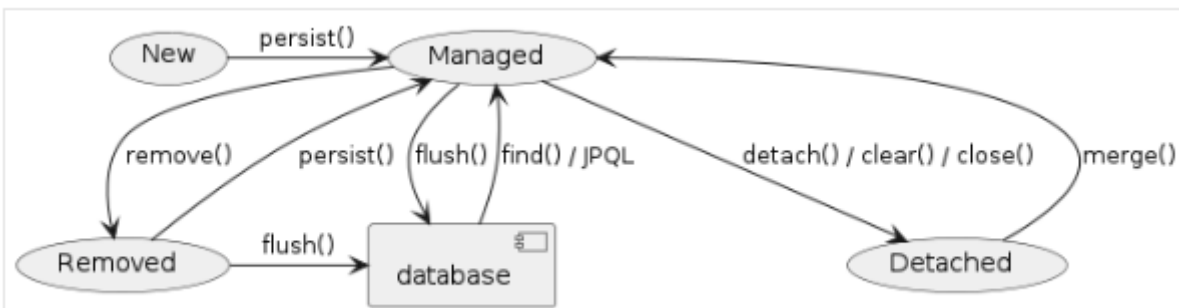 New
persist()
Managed
remove()
persist()
flush()
find() / JPQL
detach() / clear() / close()
merge()
Removed
flush()
database
Detached